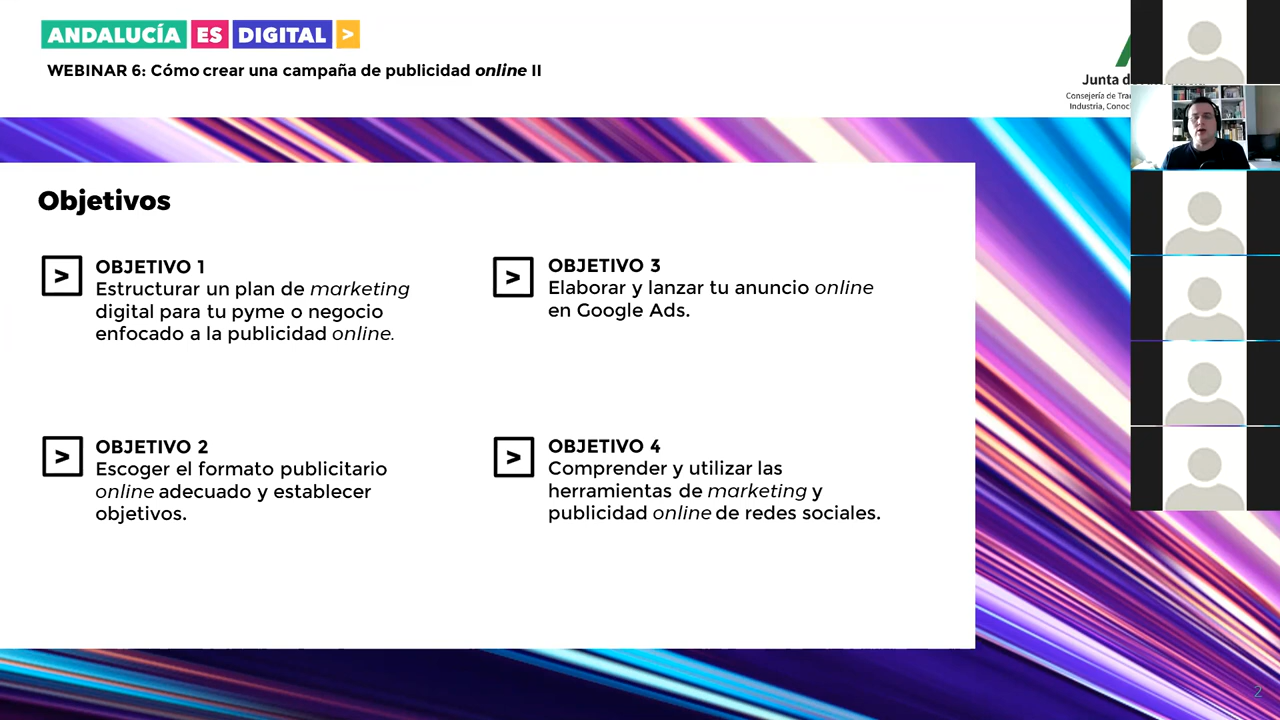 ANDALUCÍA ES DIGITAL >
WEBINAR 6: Cómo crear una campaña de publicidad online II
Junta d
Consejería de Tra
Industria, Conoc
Objetivos
> OBJETIVO 1
Estructurar un plan de marketing
digital para tu pyme o negocio
enfocado a la publicidad online.
> OBJETIVO 2
Escoger el formato publicitario
online adecuado y establecer
objetivos.
> OBJETIVO 3
Elaborar y lanzar tu anuncio online
en Google Ads.
> OBJETIVO 4
Comprender y utilizar las
herramientas de marketing y
publicidad online de redes sociales.
2